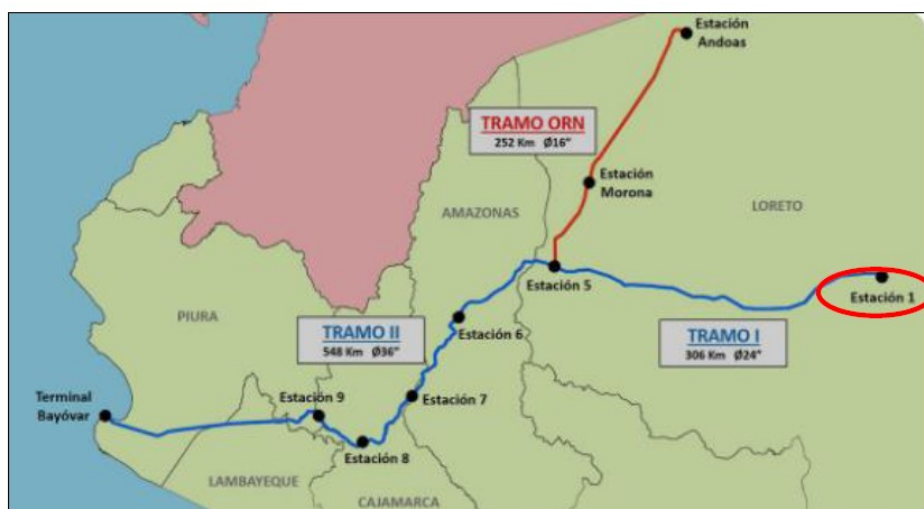 Estación
Andoas
TRAMO ORN
252 Km Ø16”
Estación
Morona
LORETO
AMAZONAS
Estación 5
Estación 1
PIURA
TRAMO II
548 Km Ø36”
Estación 6
TRAMO I
306 Km Ø24”
Terminal
Bayóvar
Estación 9
Estación 7
Estación 8
LAMBAYEQUE
CAJAMARCA